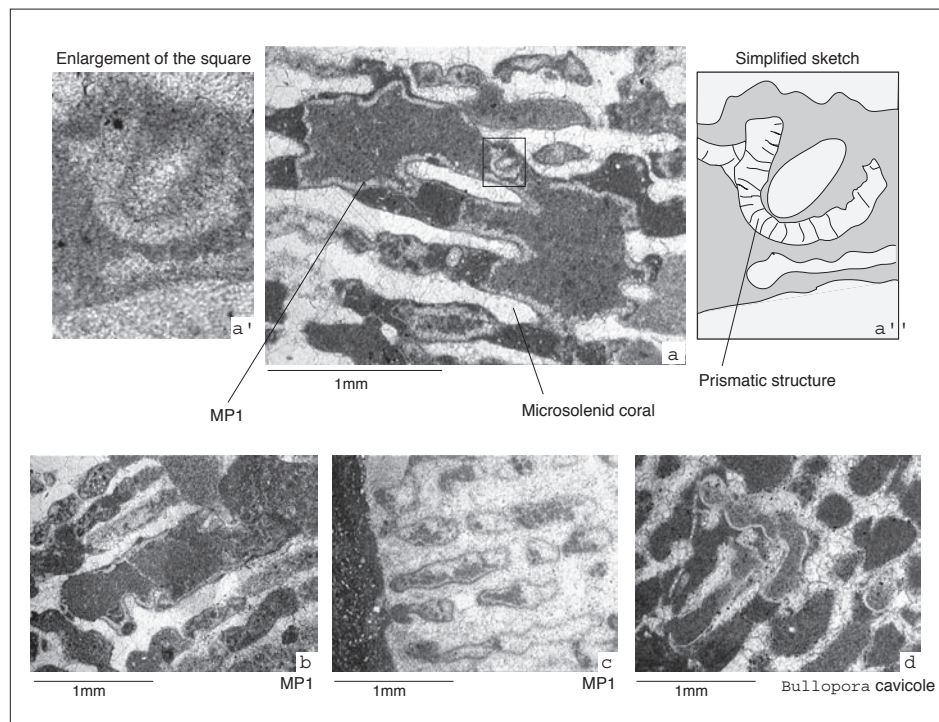 Enlargement of the square
Simplified sketch
a'
a
a''
1mm
Prismatic structure
MP1
Microsolenid coral
b
c
d
1mm
MP1
1mm
MP1
1mm
Bullopora cavicole